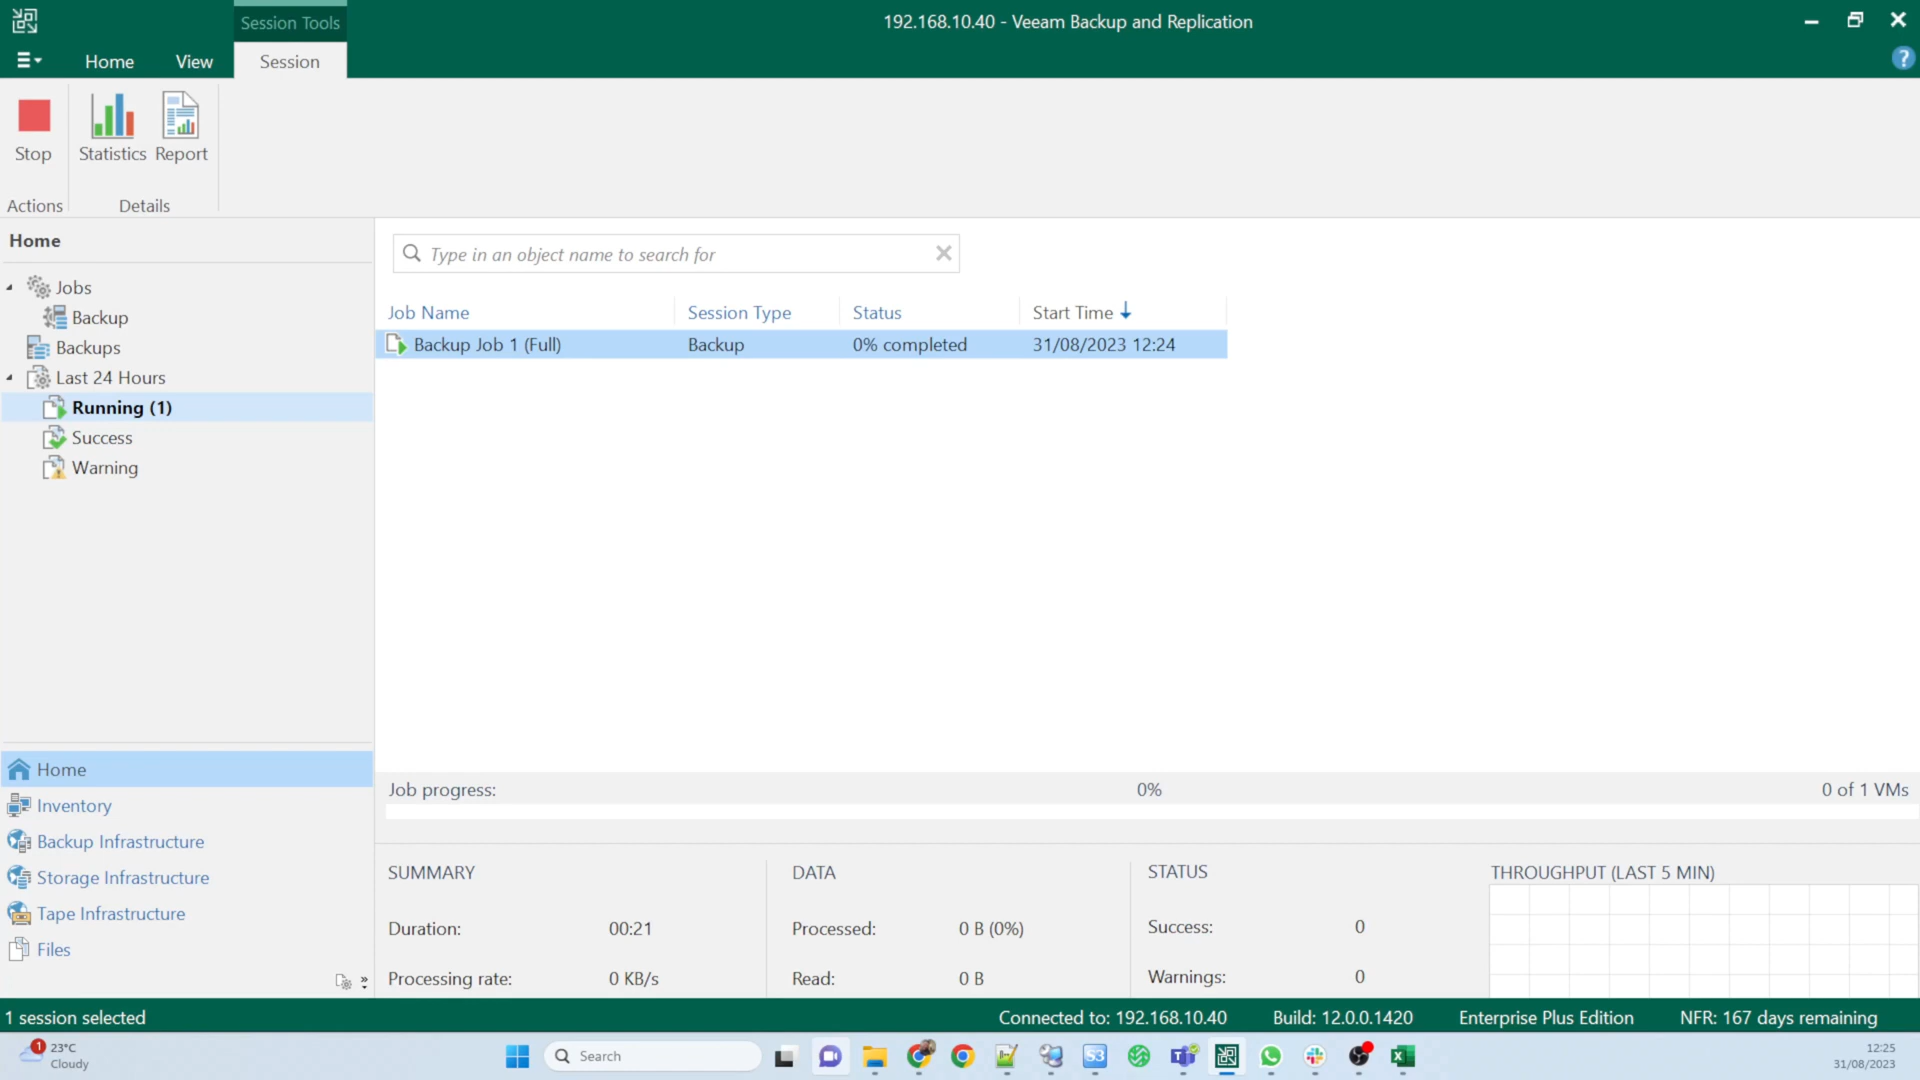 Session Tools
192.168.10.40 - Veeam Backup and Replication
Home View Session
?
Stop
Statistics Report
Actions
Details
Home
Type in an object name to search for
Jobs
Backup
Backups
Last 24 Hours
Running (1)
Success
Warning
Job Name Session Type Status Start Time
Backup Job 1 (Full) Backup 0% completed 31/08/2023 12:24
Home
Inventory
Backup Infrastructure
Storage Infrastructure
Tape Infrastructure
Files
Job progress: 0% 0 of 1 VMs
SUMMARY
Duration: 00:21
Processing rate: 0 KB/s
DATA
Processed: 0 B (0%)
Read: 0 B
STATUS
Success: 0
Warnings: 0
THROUGHPUT (LAST 5 MIN)
1 session selected
Connected to: 192.168.10.40 Build: 12.0.0.1420 Enterprise Plus Edition NFR: 167 days remaining
1
23°C
Cloudy
Search
S3
12:25
31/08/2023